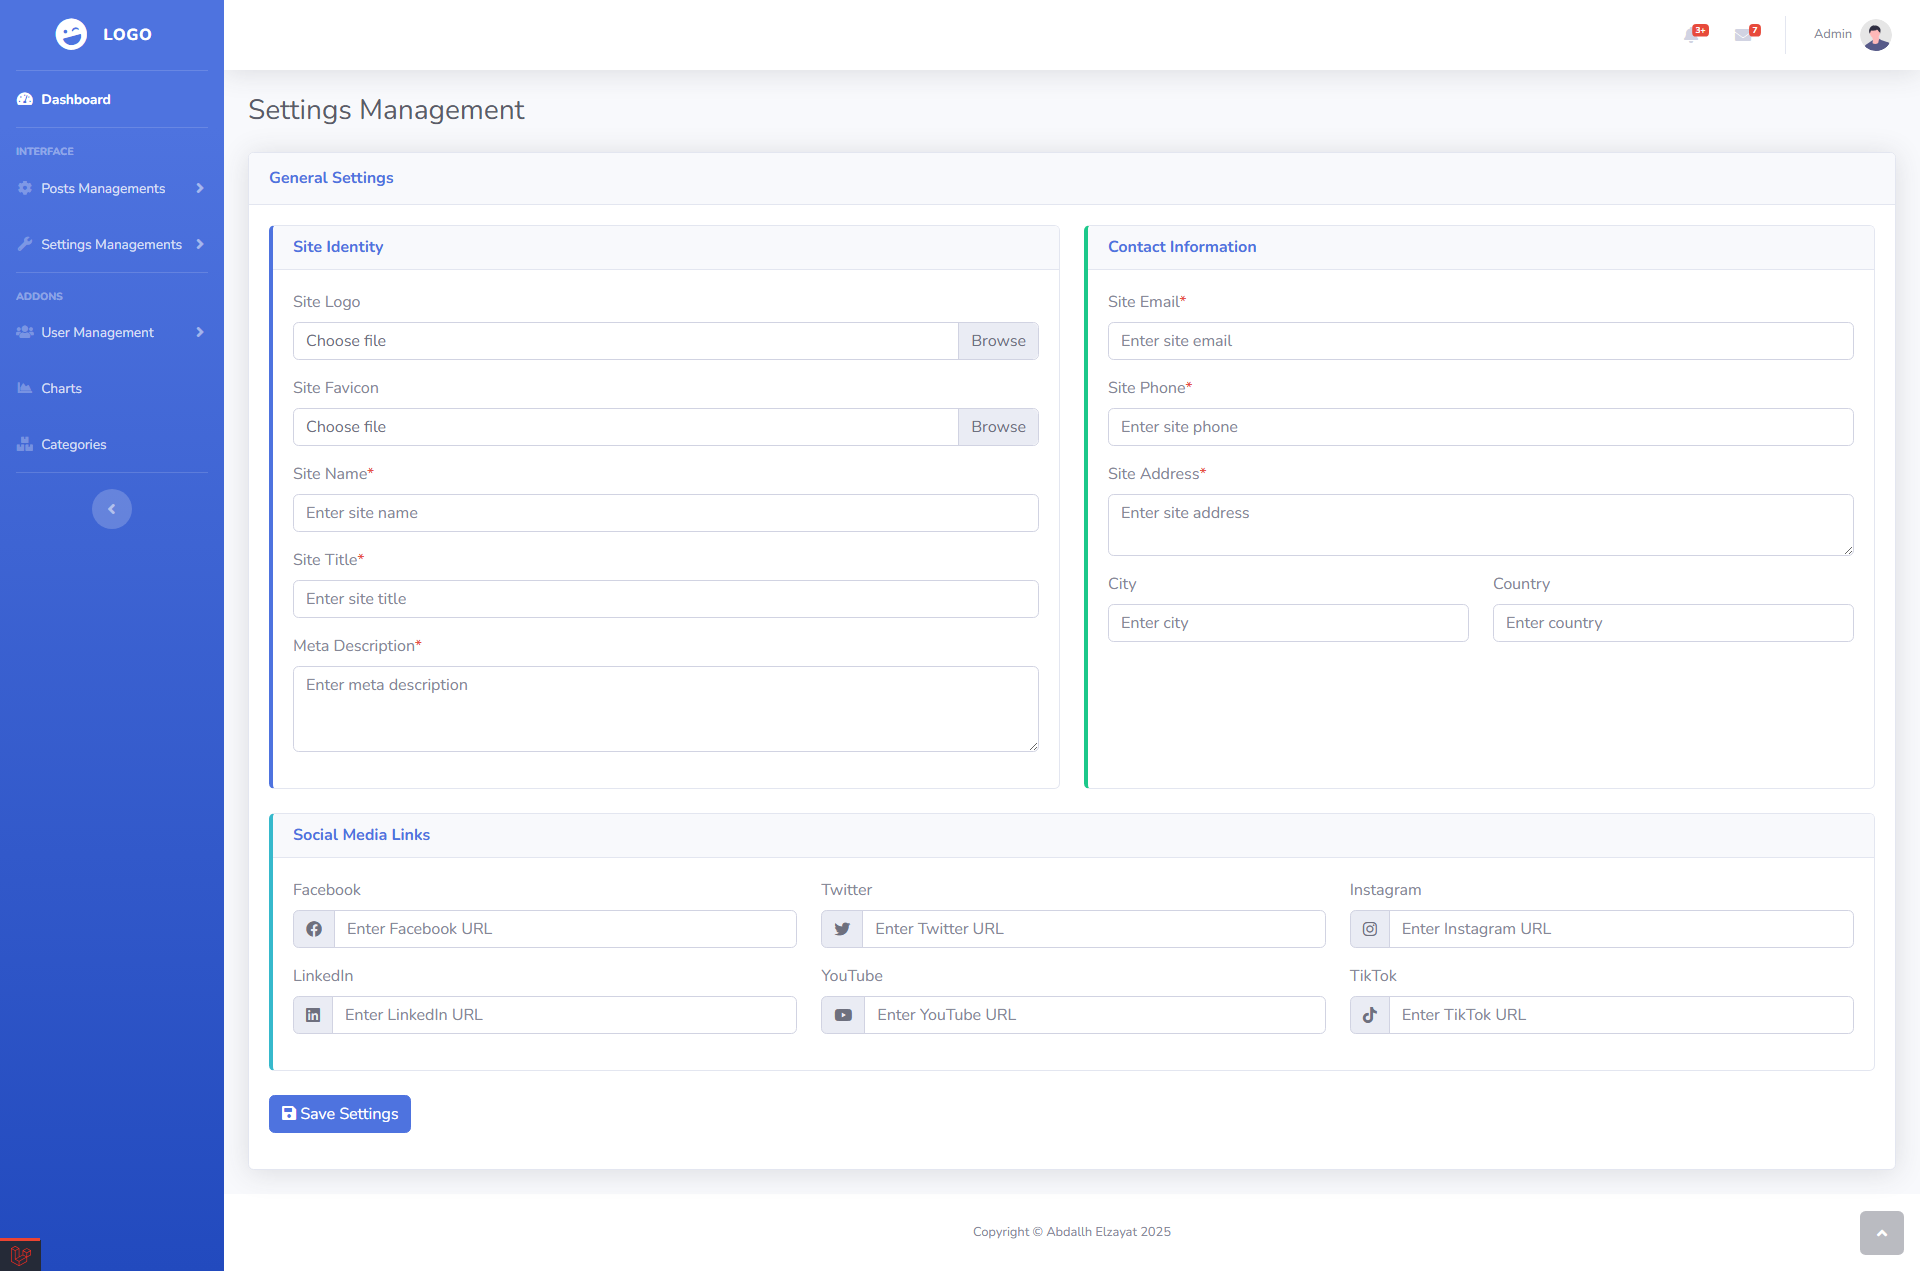 LOGO
3+
7
Admin
Dashboard
INTERFACE
Posts Managements
Settings Managements
ADDONS
User Management
Charts
Categories
Settings Management
General Settings
Site Identity
Site Logo
Choose file
Browse
Site Favicon
Choose file
Browse
Site Name*
Enter site name
Site Title*
Enter site title
Meta Description*
Enter meta description
Contact Information
Site Email*
Enter site email
Site Phone*
Enter site phone
Site Address*
Enter site address
City
Country
Enter city
Enter country
Social Media Links
Facebook
Twitter
Instagram
Enter Facebook URL
Enter Twitter URL
Enter Instagram URL
LinkedIn
YouTube
TikTok
Enter LinkedIn URL
Enter YouTube URL
Enter TikTok URL
Save Settings
Copyright © Abdallh Elzayat 2025